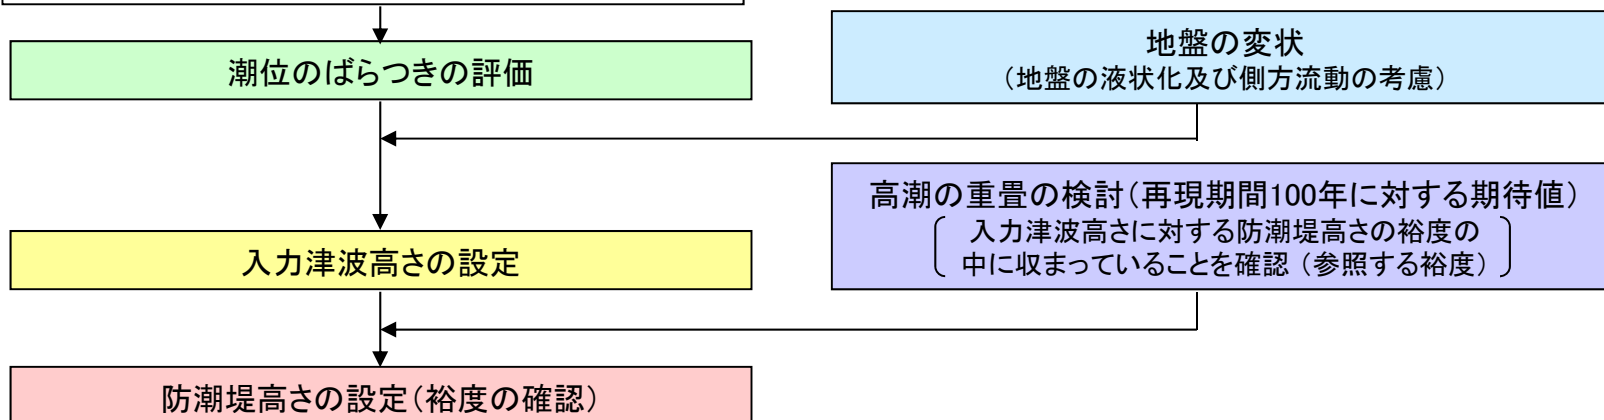 潮位のばらつきの評価
地盤の変状
(地盤の液状化及び側方流動の考慮)
高潮の重畳の検討(再現期間100年に対する期待値)
入力津波高さに対する防潮堤高さの裕度の
中に収まっていることを確認(参照する裕度)
入力津波高さの設定
防潮堤高さの設定(裕度の確認)